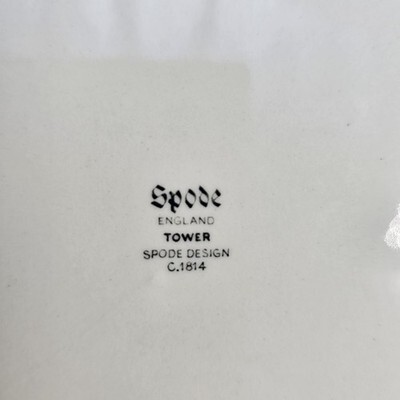 Spode
ENGLAND
TOWER
SPODE DESIGN
C.1814